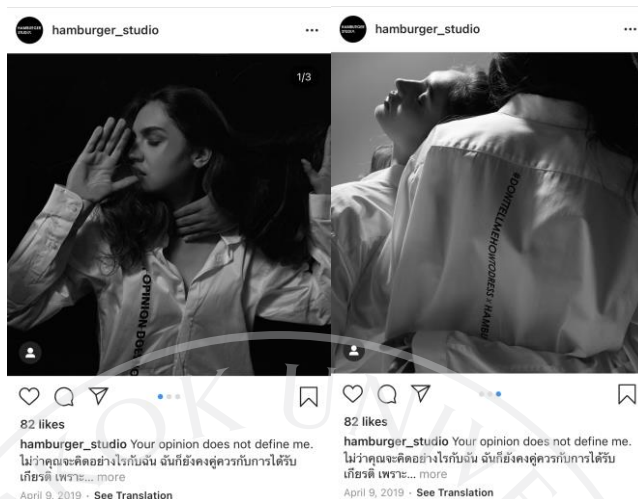 HAMBURGER
STUDIO.
hamburger_studio
1/3
OPINION
82 likes
hamburger_studio Your opinion does not define me.
ไม่ว่าคุณจะคิดอย่างไรกับฉัน ฉันก็ยังคงคู่ควรกับการได้รับ
เกียรติ เพราะ... more
April 9, 2019 · See Translation
HAMBURGER
STUDIO.
hamburger_studio
#DONTTELLMEHOWTODRESS x HAMBU
82 likes
hamburger_studio Your opinion does not define me.
ไม่ว่าคุณจะคิดอย่างไรกับฉัน ฉันก็ยังคงคู่ควรกับการได้รับ
เกียรติ เพราะ... more
April 9, 2019 · See Translation
OK UNIVE